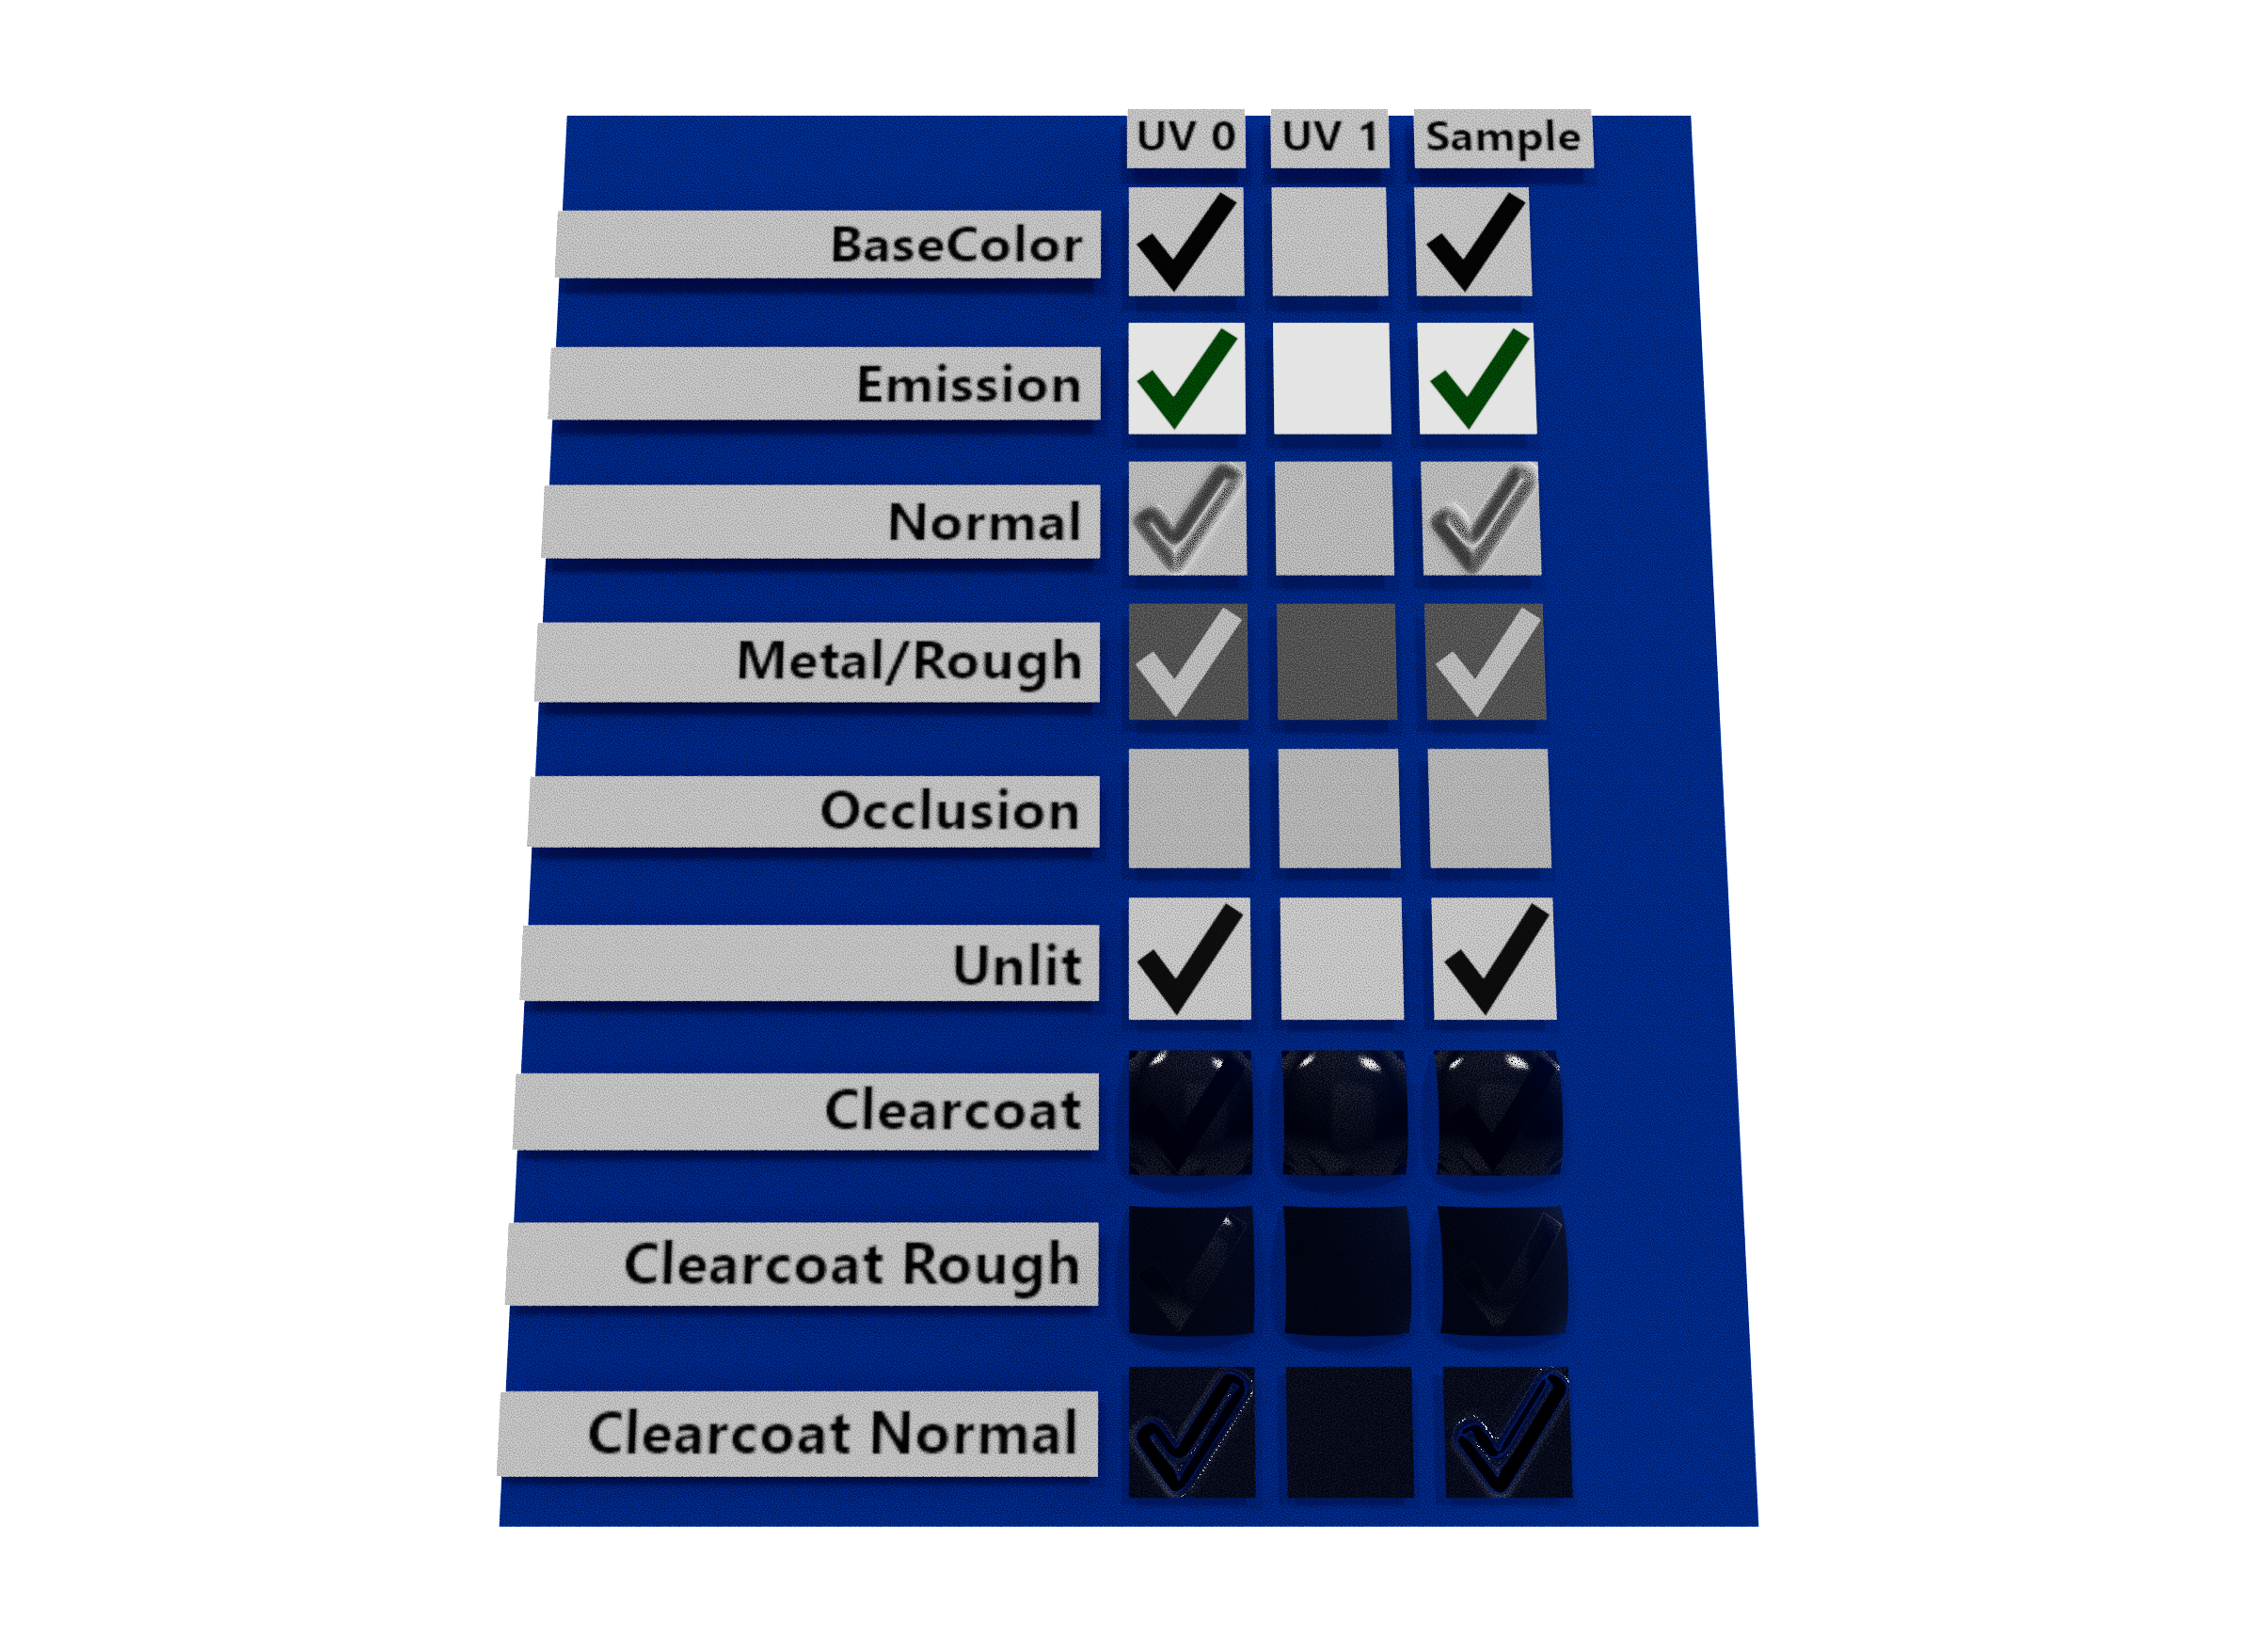 UV 0 UV 1 Sample
BaseColor
Emission
Normal
Metal/Rough
Occlusion
Unlit
Clearcoat
Clearcoat Rough
Clearcoat Normal